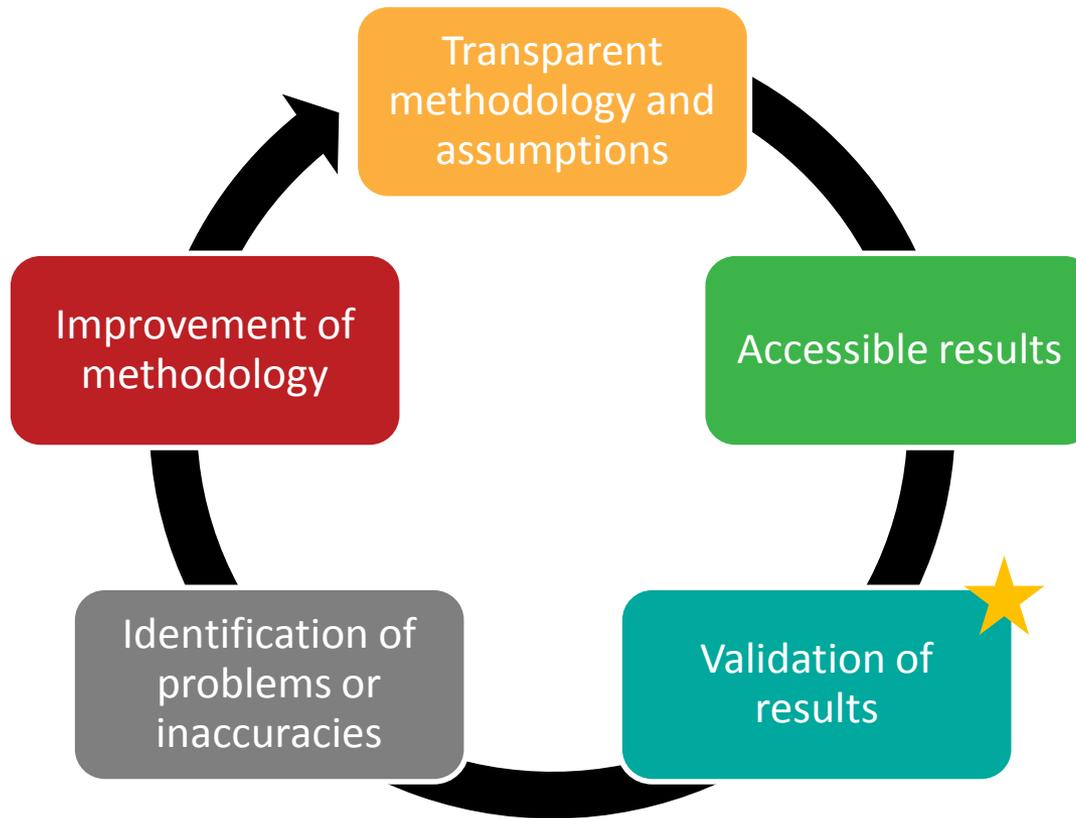 Transparent
methodology and
assumptions
Accessible results
Validation of
results
Identification of
problems or
inaccuracies
Improvement of
methodology